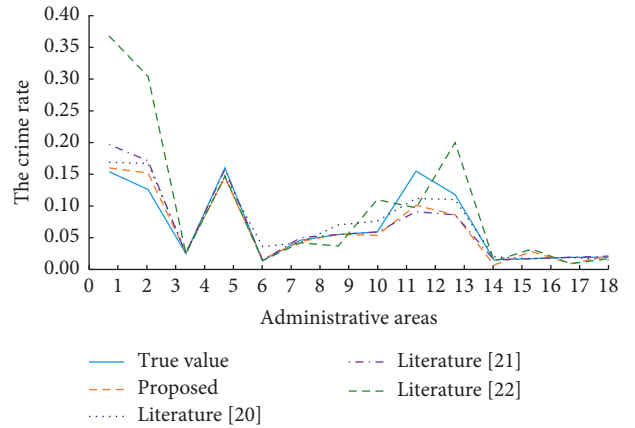 0.40
0.35
0.30
0.25
0.20
0.15
0.10
0.05
0.00
The crime rate
0 1 2 3 4 5 6 7 8 9 10 11 12 13 14 15 16 17 18
Administrative areas
True value
Proposed
Literature [20]
Literature [21]
Literature [22]